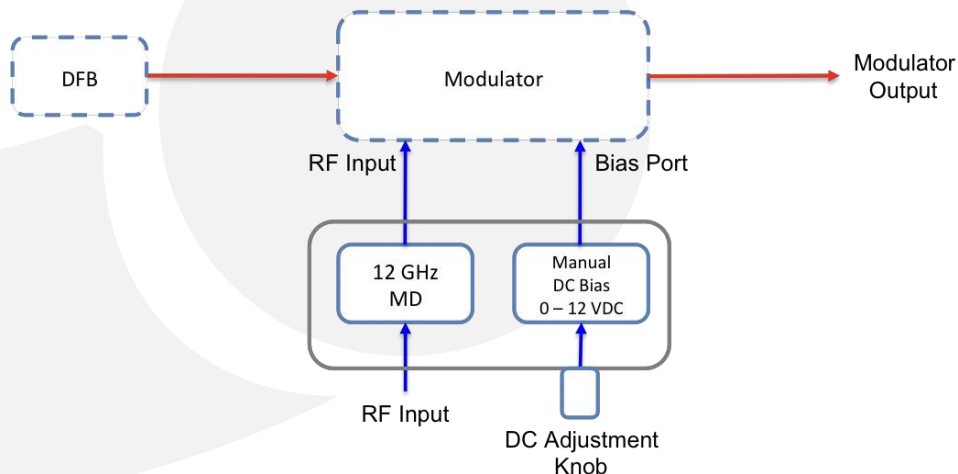 DFB
Modulator
Modulator
Output
RF Input
Bias Port
12 GHz
MD
Manual
DC Bias
0 – 12 VDC
RF Input
DC Adjustment
Knob